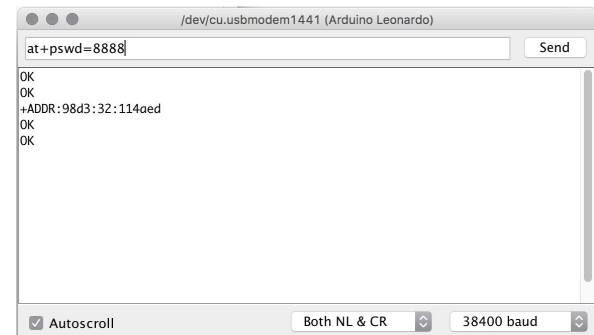 /dev/cu.usbmodem1441 (Arduino Leonardo)
at+pswd=8888
Send
OK
OK
+ADDR:98d3:32:114aed
OK
OK
Autoscroll
Both NL & CR
38400 baud